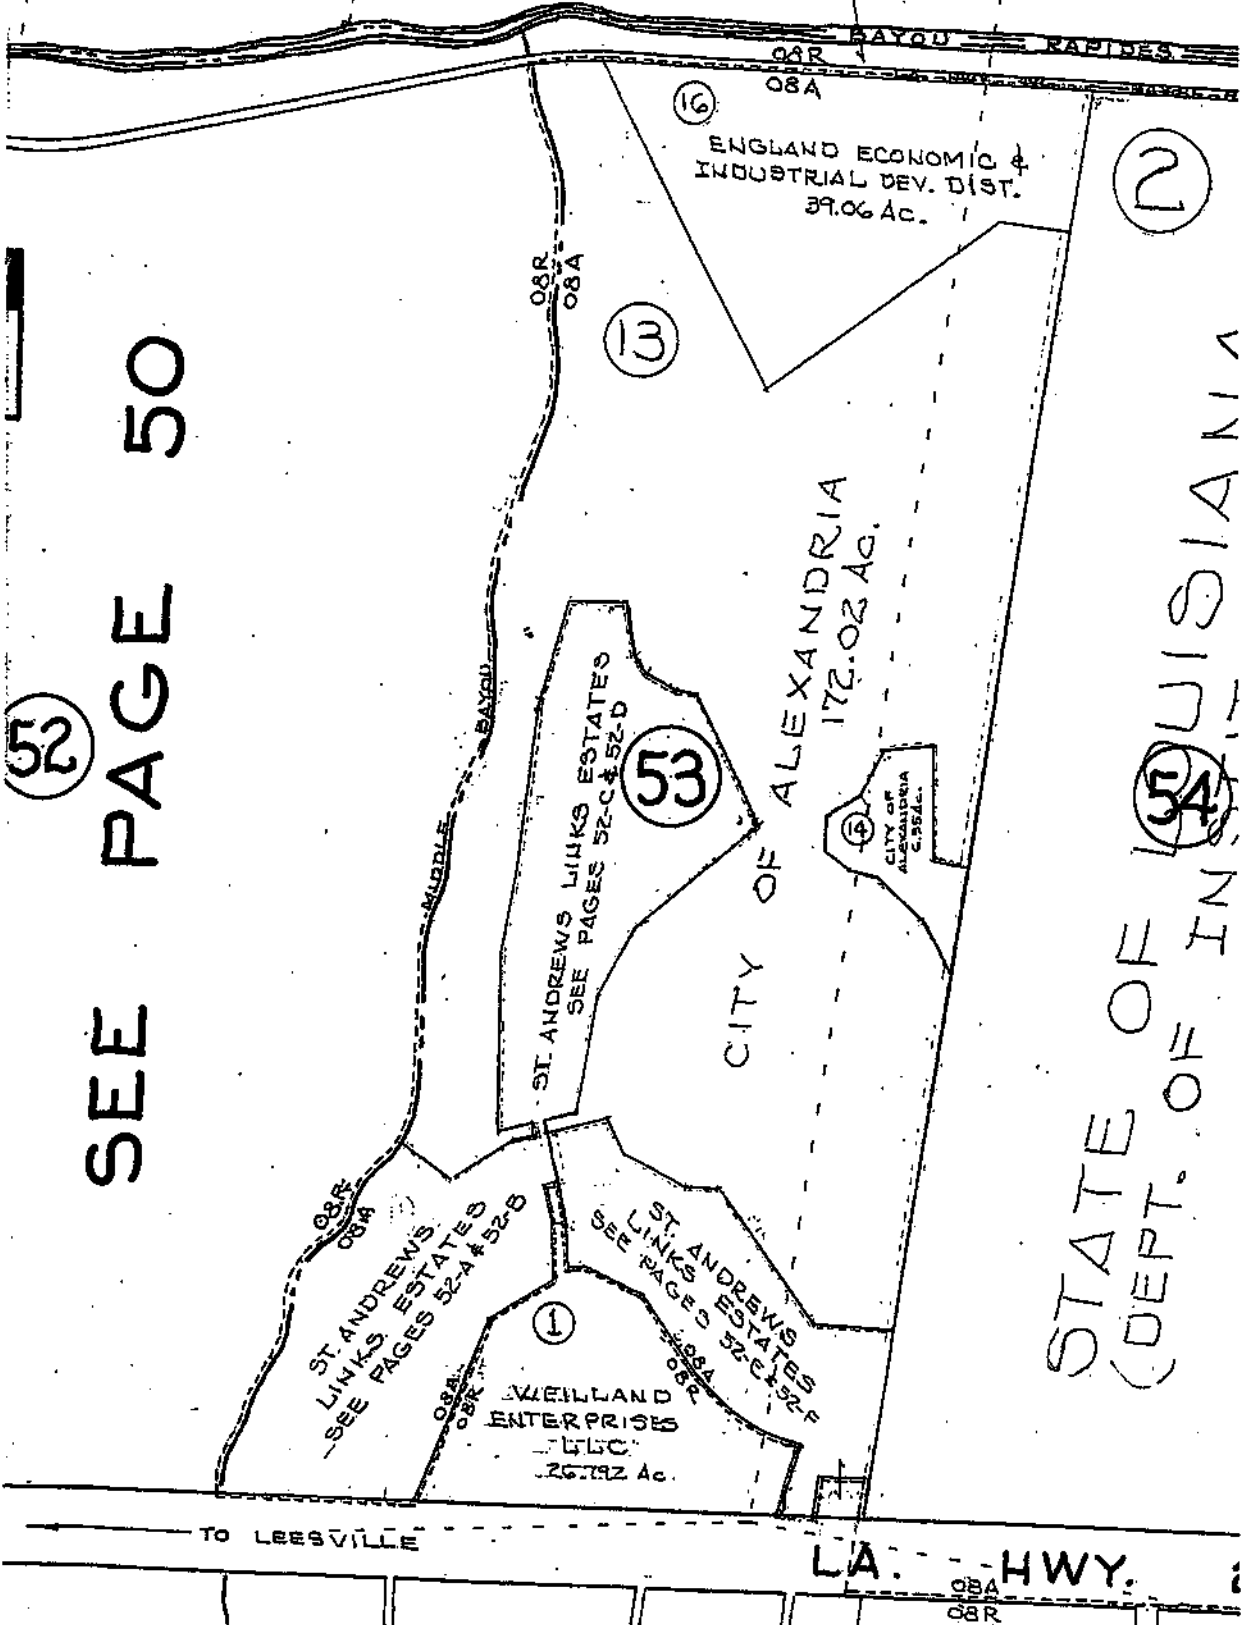 BAYOU RAPIDES
08R
08A
16
ENGLAND ECONOMIC &
INDUSTRIAL DEV. DIST.
39.06 AC.
2
08R
08A
13
SEE PAGE 50
52
MIDDLE BAYOU
ST. ANDREWS LINKS ESTATES
SEE PAGES 52-C & 52-D
53
CITY OF ALEXANDRIA
172.02 AC.
14
CITY OF
ALEXANDRIA
54
STATE OF LOUISIANA
(DEPT. OF INSTIT
08R
08A
ST. ANDREWS
LINKS ESTATES
SEE PAGES 52-A & 52-B
ST. ANDREWS
LINKS ESTATES
SEE PAGES 52-E & 52-F
1
08A
08R
08A
08R
WEILLAND
ENTERPRISES
LLC
26.792 Ac.
TO LEESVILLE
LA. HWY.
08A
08R